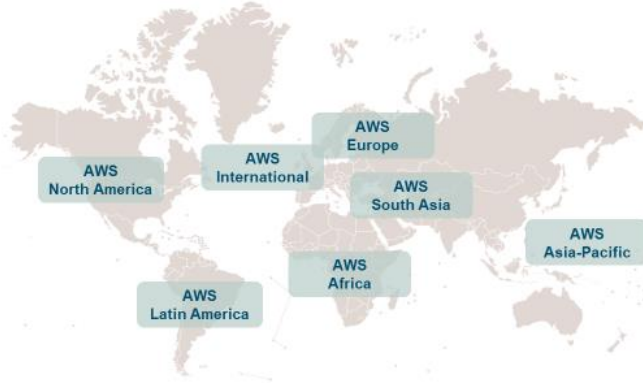 AWS
Europe
AWS
International
AWS
North America
AWS
South Asia
AWS
Asia-Pacific
AWS
Africa
AWS
Latin America